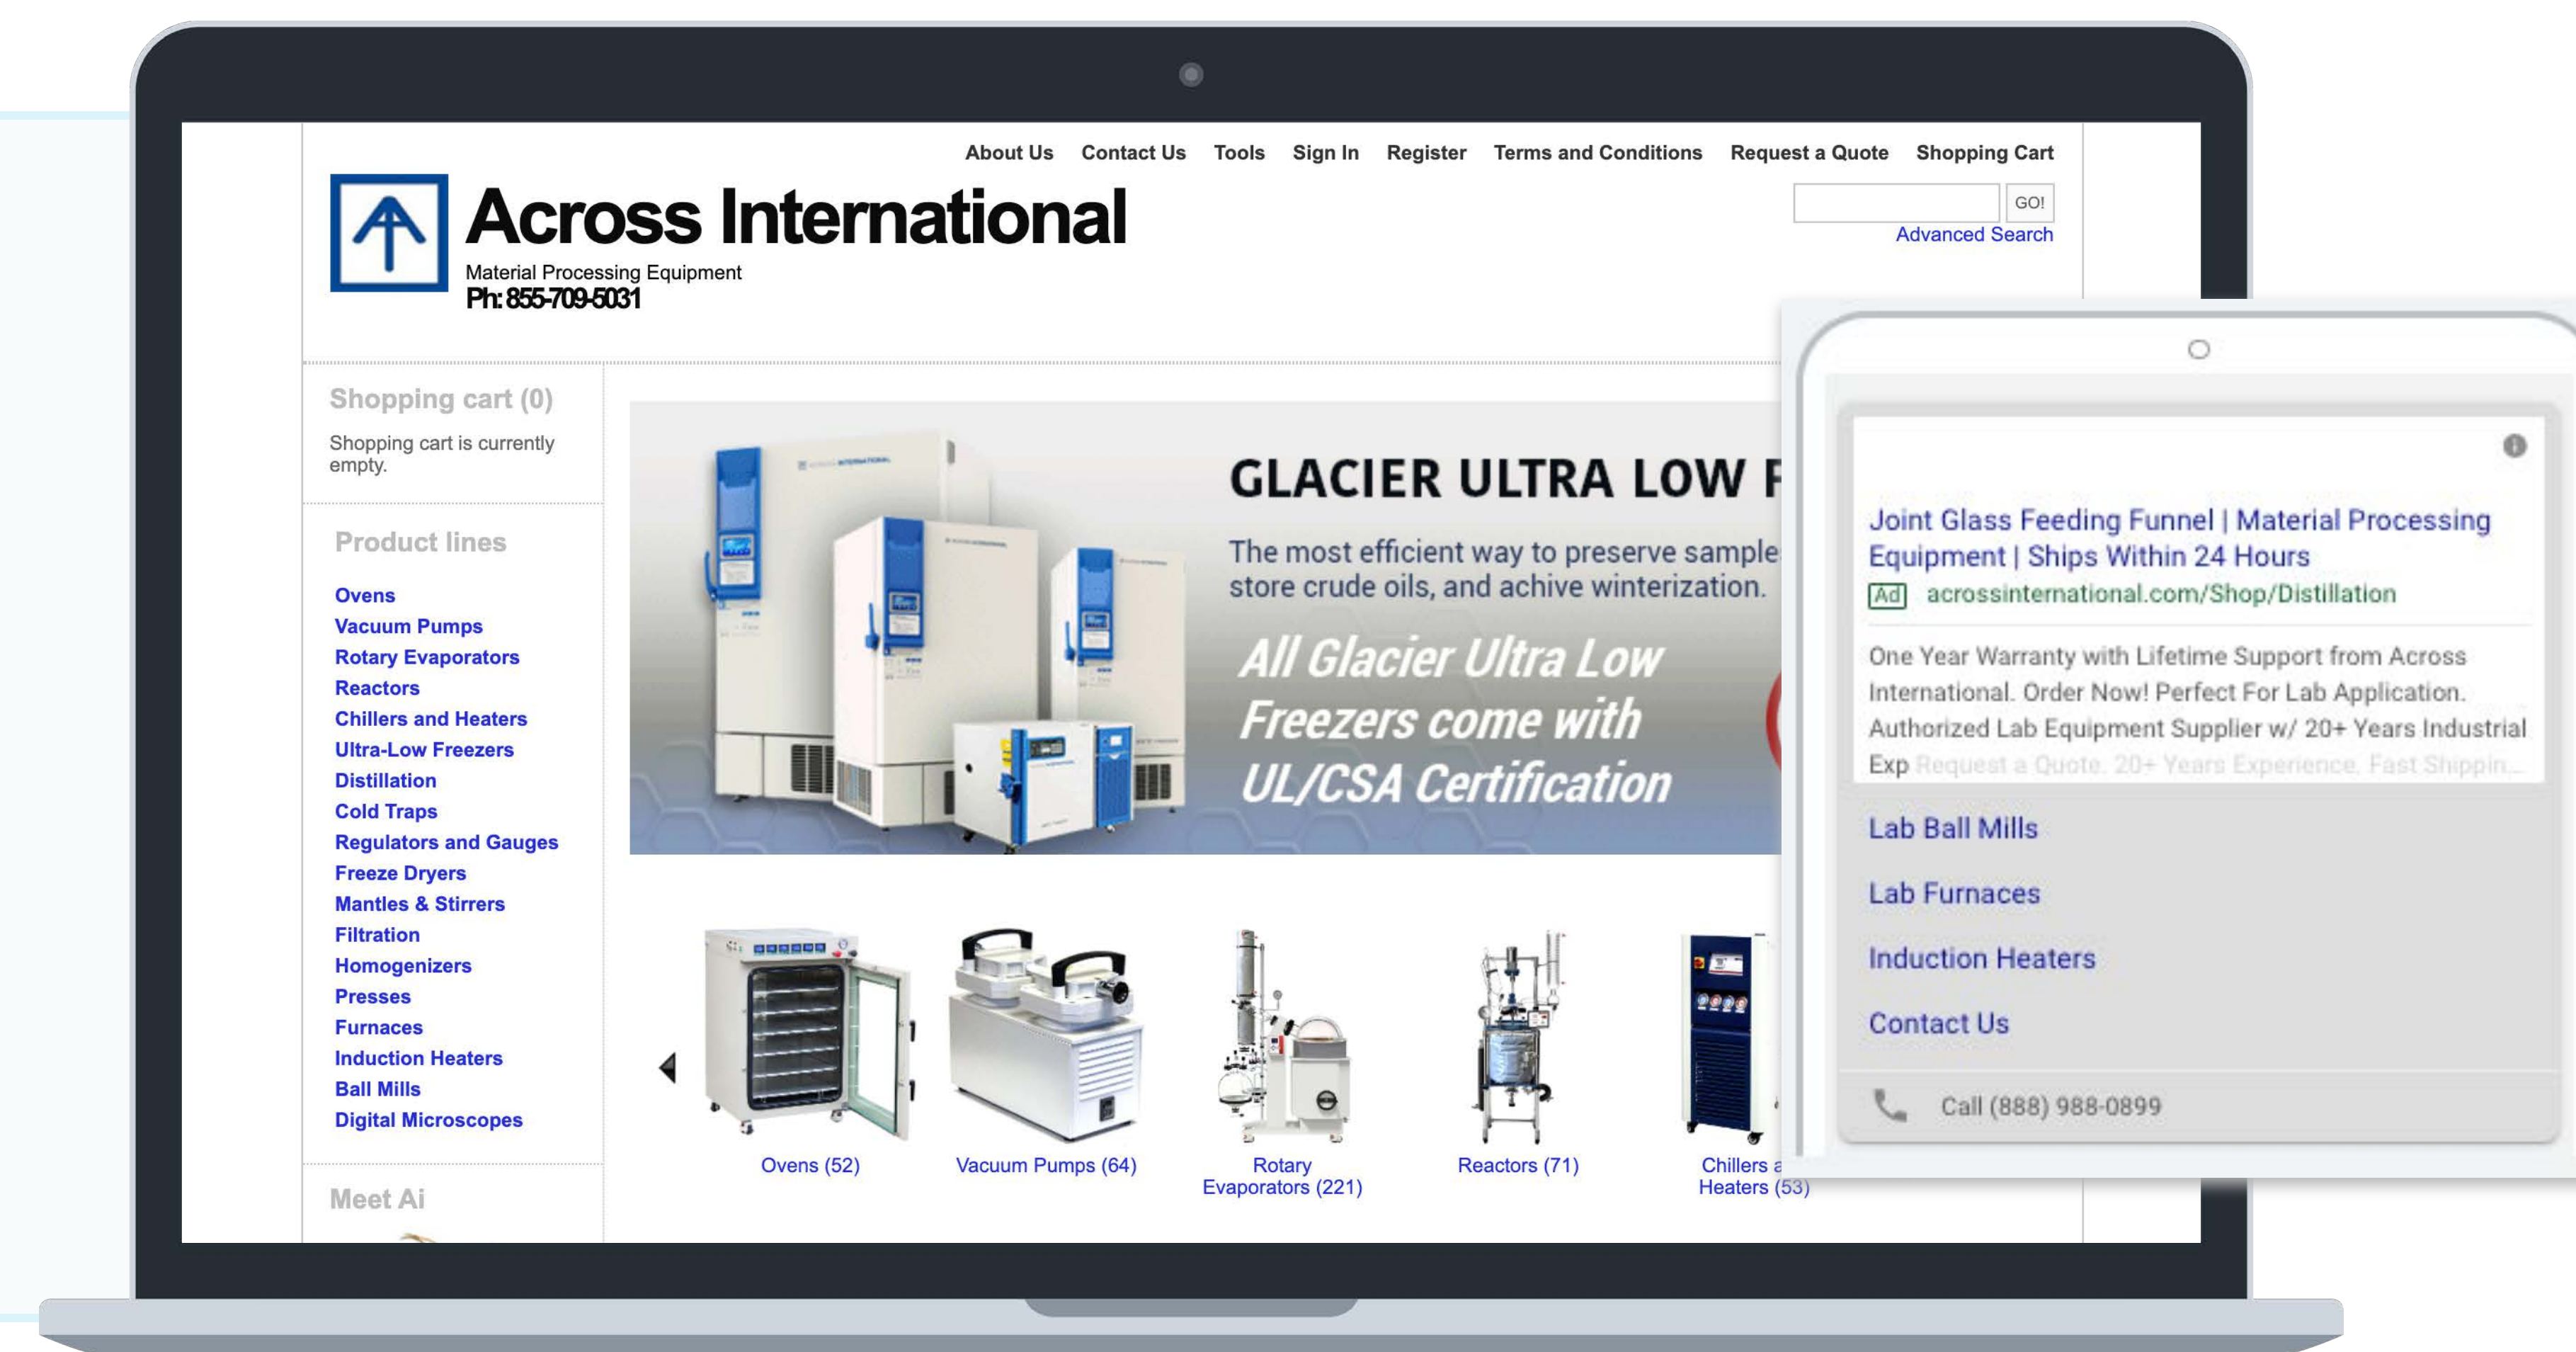 About Us Contact Us Tools Sign In Register Terms and Conditions Request a Quote Shopping Cart
Across International
Material Processing Equipment
Ph: 855-709-5031
GO!
Advanced Search
Shopping cart (0)
Shopping cart is currently
empty.
Product lines
Ovens
Vacuum Pumps
Rotary Evaporators
Reactors
Chillers and Heaters
Ultra-Low Freezers
Distillation
Cold Traps
Regulators and Gauges
Freeze Dryers
Mantles & Stirrers
Filtration
Homogenizers
Presses
Furnaces
Induction Heaters
Ball Mills
Digital Microscopes
Meet Ai
GLACIER ULTRA LOW
The most efficient way to preserve sample
store crude oils, and achive winterization.
All Glacier Ultra Low
Freezers come with
UL/CSA Certification
Ovens (52)
Vacuum Pumps (64)
Rotary
Evaporators (221)
Reactors (71)
Chillers
Heaters (53)
Joint Glass Feeding Funnel | Material Processing
Equipment | Ships Within 24 Hours
Ad acrossinternational.com/Shop/Distillation
One Year Warranty with Lifetime Support from Across
International. Order Now! Perfect For Lab Application.
Authorized Lab Equipment Supplier w/ 20+ Years Industrial
Exp Request a Quote. 20+ Years Experience. Fast Shippin...
Lab Ball Mills
Lab Furnaces
Induction Heaters
Contact Us
Call (888) 988-0899